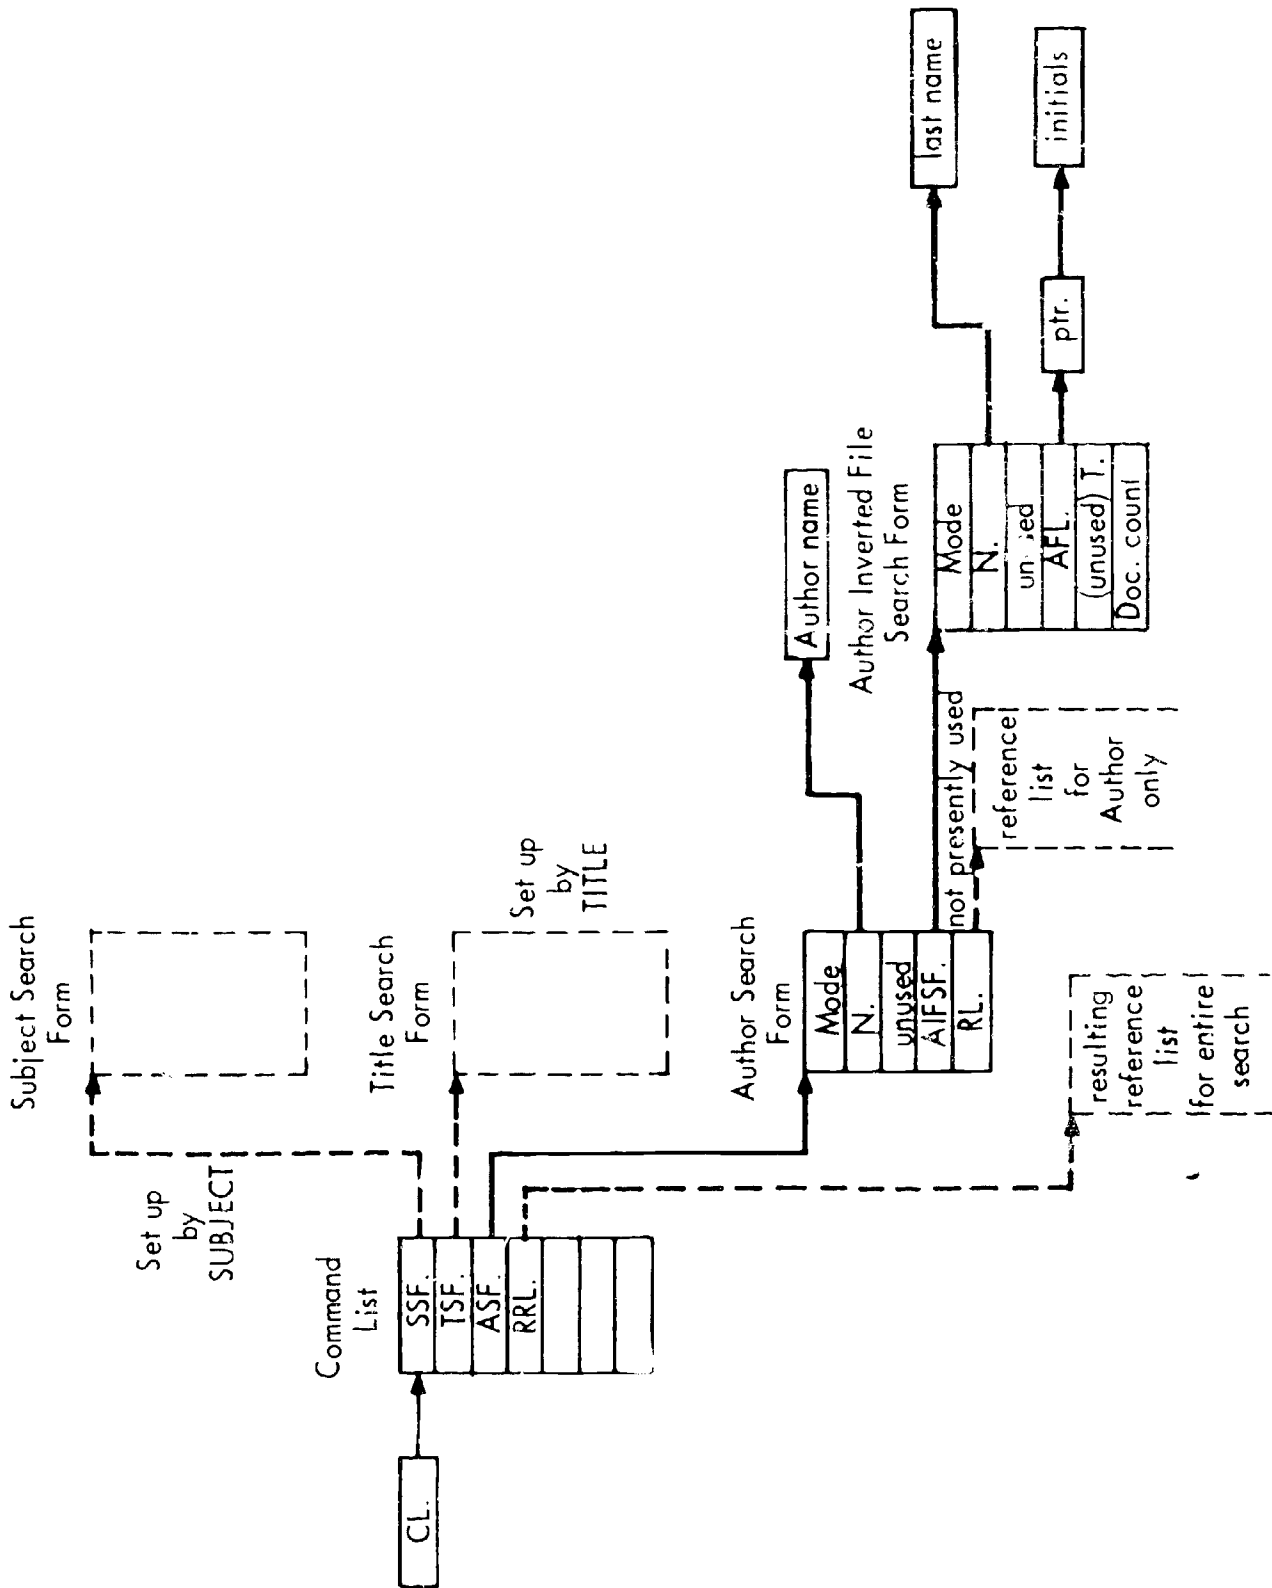 CL.
Command
List
SSF.
TSF.
ASF.
RRL.
Set up
by
SUBJECT
Subject Search
Form
Title Search
Form
Set up
by
TITLE
Author Search
Form
Mode
N.
unused
AIFSF.
RL.
resulting
reference
list
for entire
search
Author name
not presently used
reference
list
for
Author
only
Author Inverted File
Search Form
Mode
N.
unused
AFL.
(unused) T.
Doc. count
last name
ptr.
initials